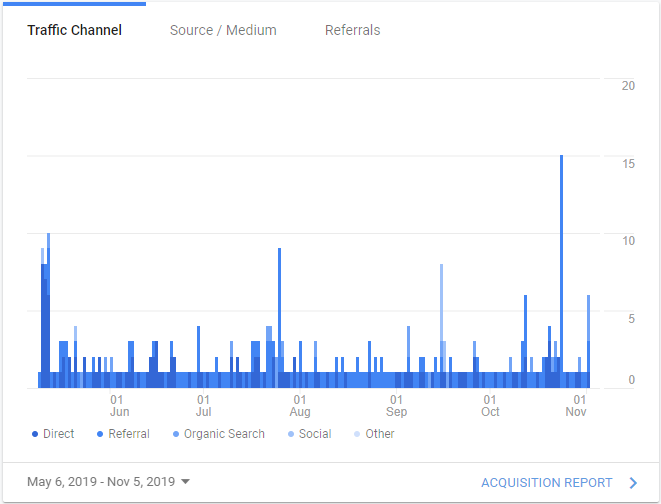 Traffic Channel Source / Medium Referrals
20
15
10
5
0
01 01 01 01 01 01
Jun Jul Aug Sep Oct Nov
Direct Referral Organic Search Social Other
May 6, 2019 - Nov 5, 2019 ACQUISITION REPORT